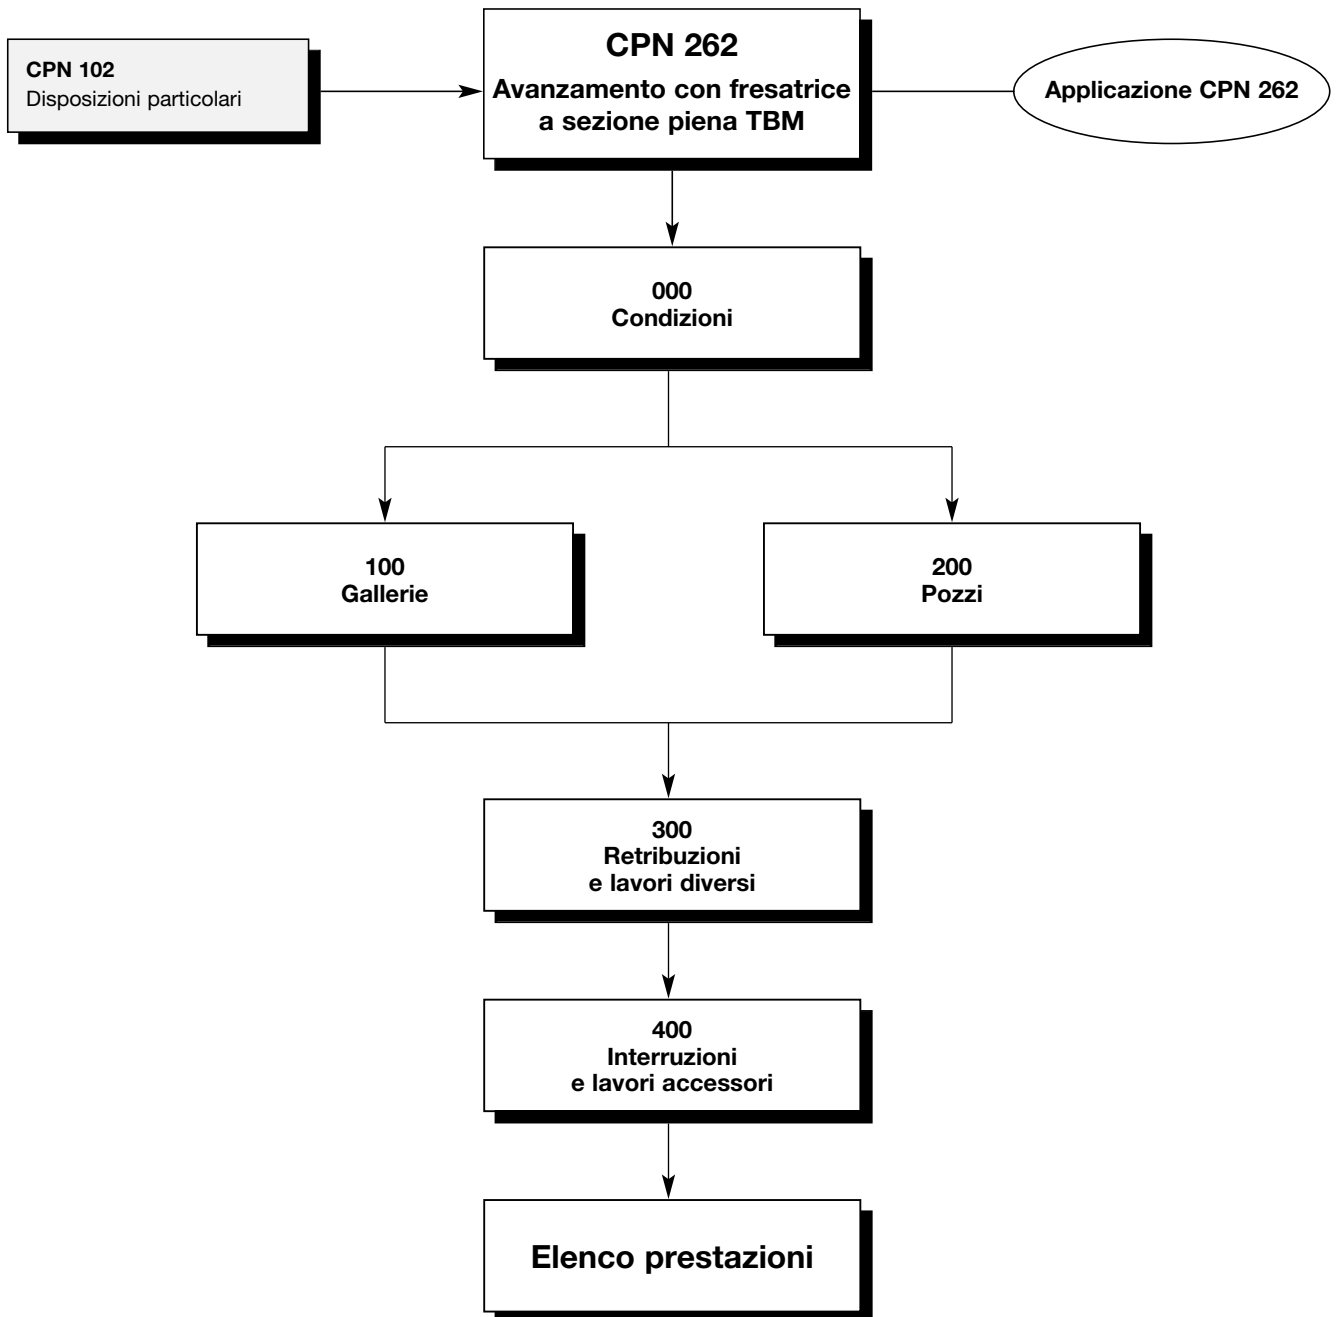 CPN 102
Disposizioni particolari
CPN 262
Avanzamento con fresatrice
a sezione piena TBM
Applicazione CPN 262
000
Condizioni
100
Gallerie
200
Pozzi
300
Retribuzioni
e lavori diversi
400
Interruzioni
e lavori accessori
Elenco prestazioni